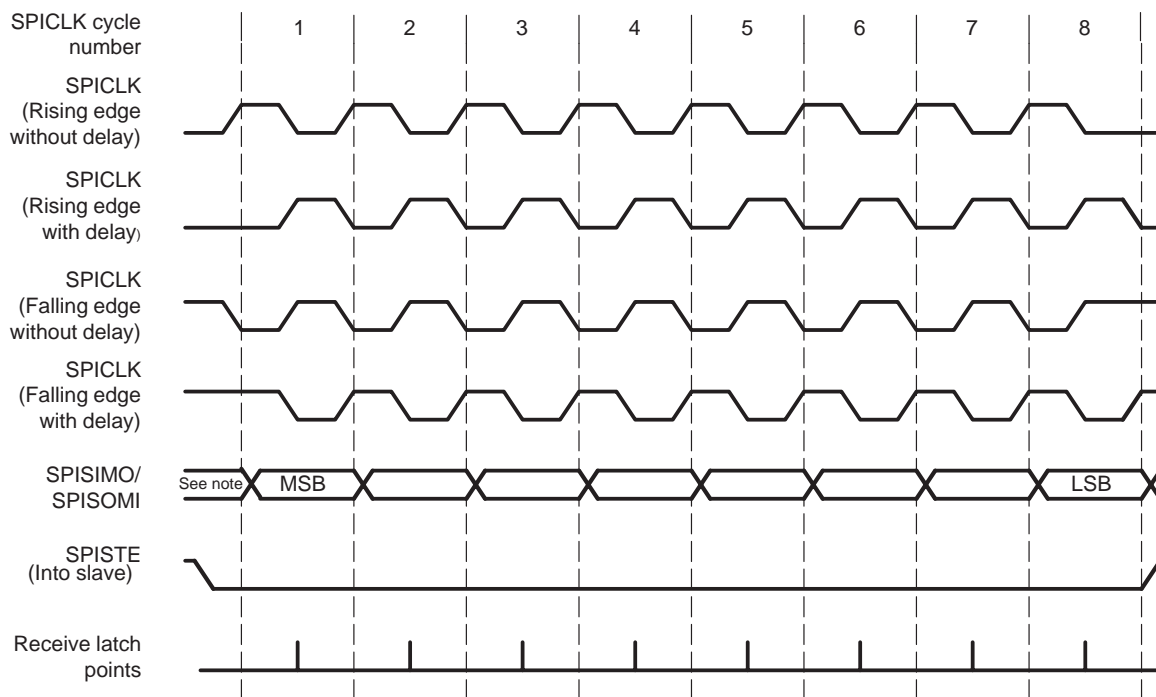 SPICLK cycle
number
1 2 3 4 5 6 7 8
SPICLK
(Rising edge
without delay)
SPICLK
(Rising edge
with delay)
SPICLK
(Falling edge
without delay)
SPICLK
(Falling edge
with delay)
SPISIMO/
SPISOMI
See note
MSB
LSB
SPISTE
(Into slave)
Receive latch
points